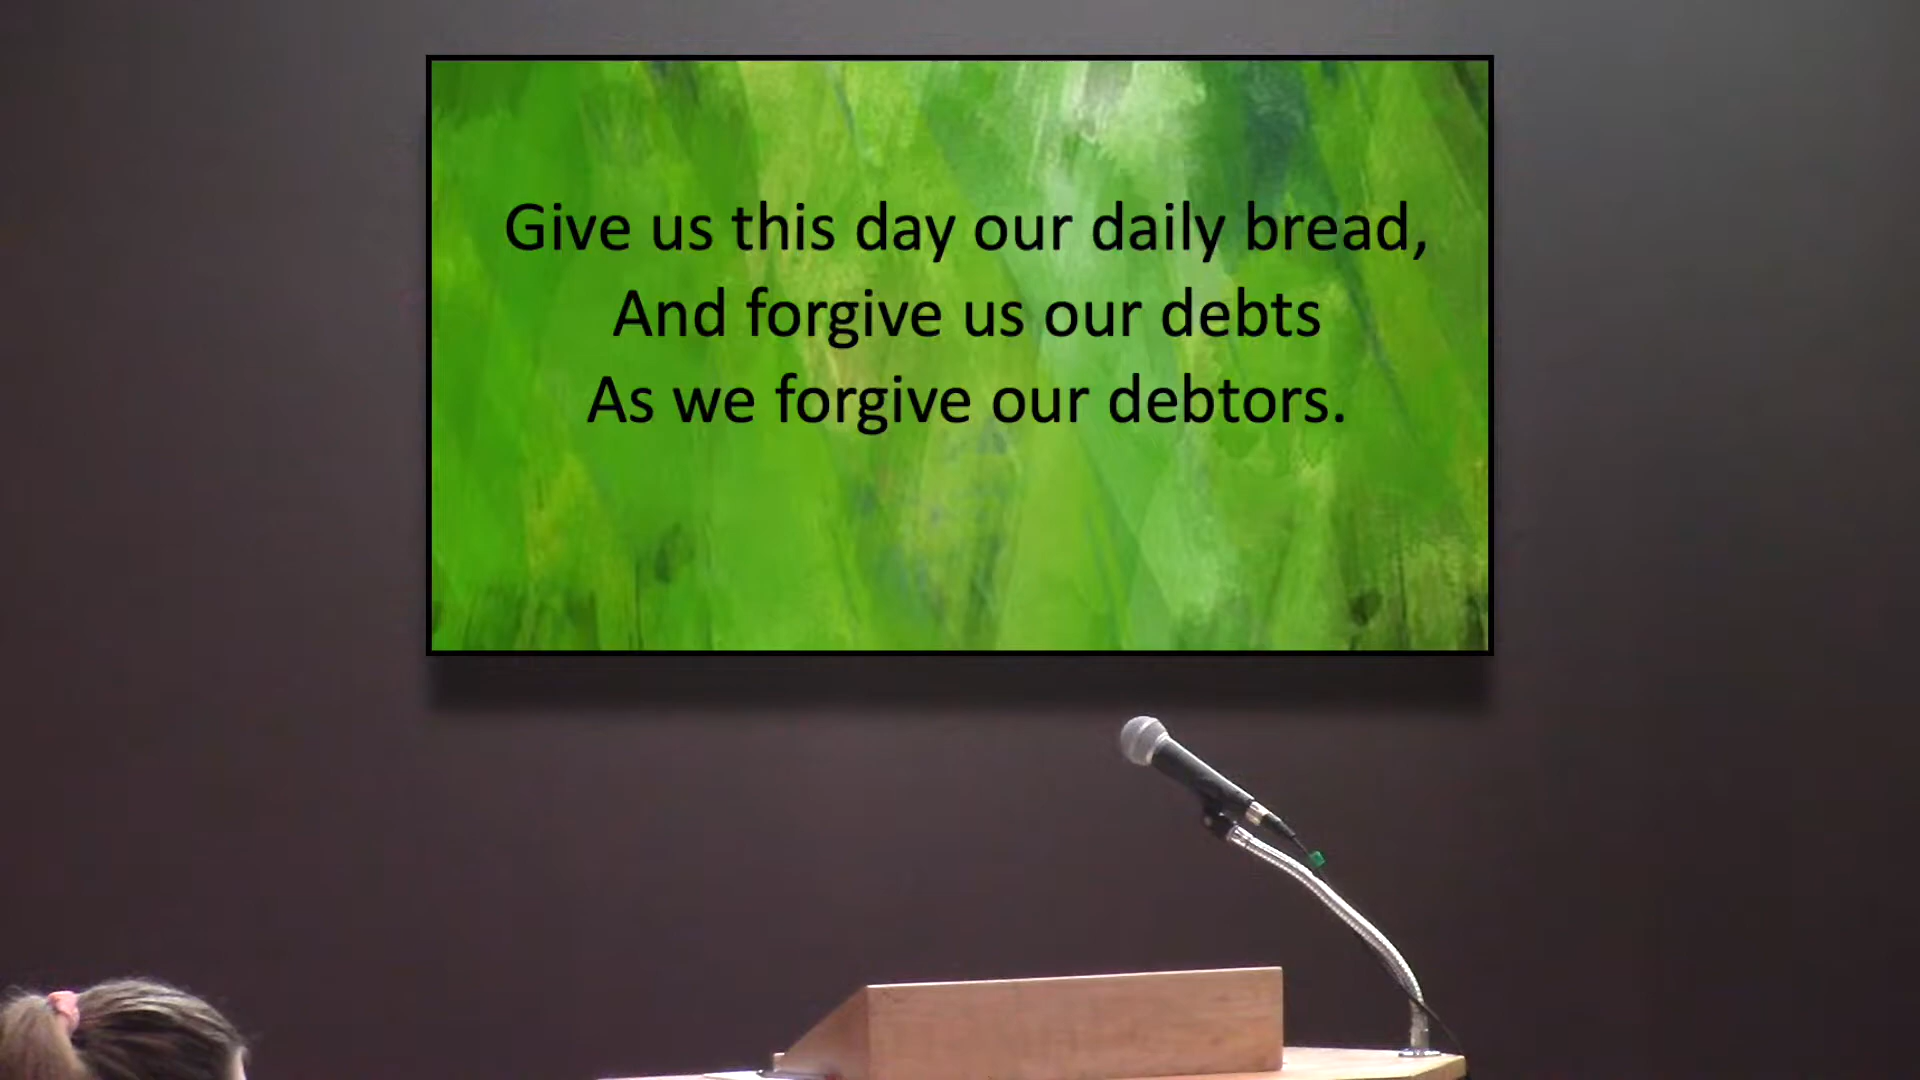 Give us this day our daily bread,
And forgive us our debts
As we forgive our debtors.